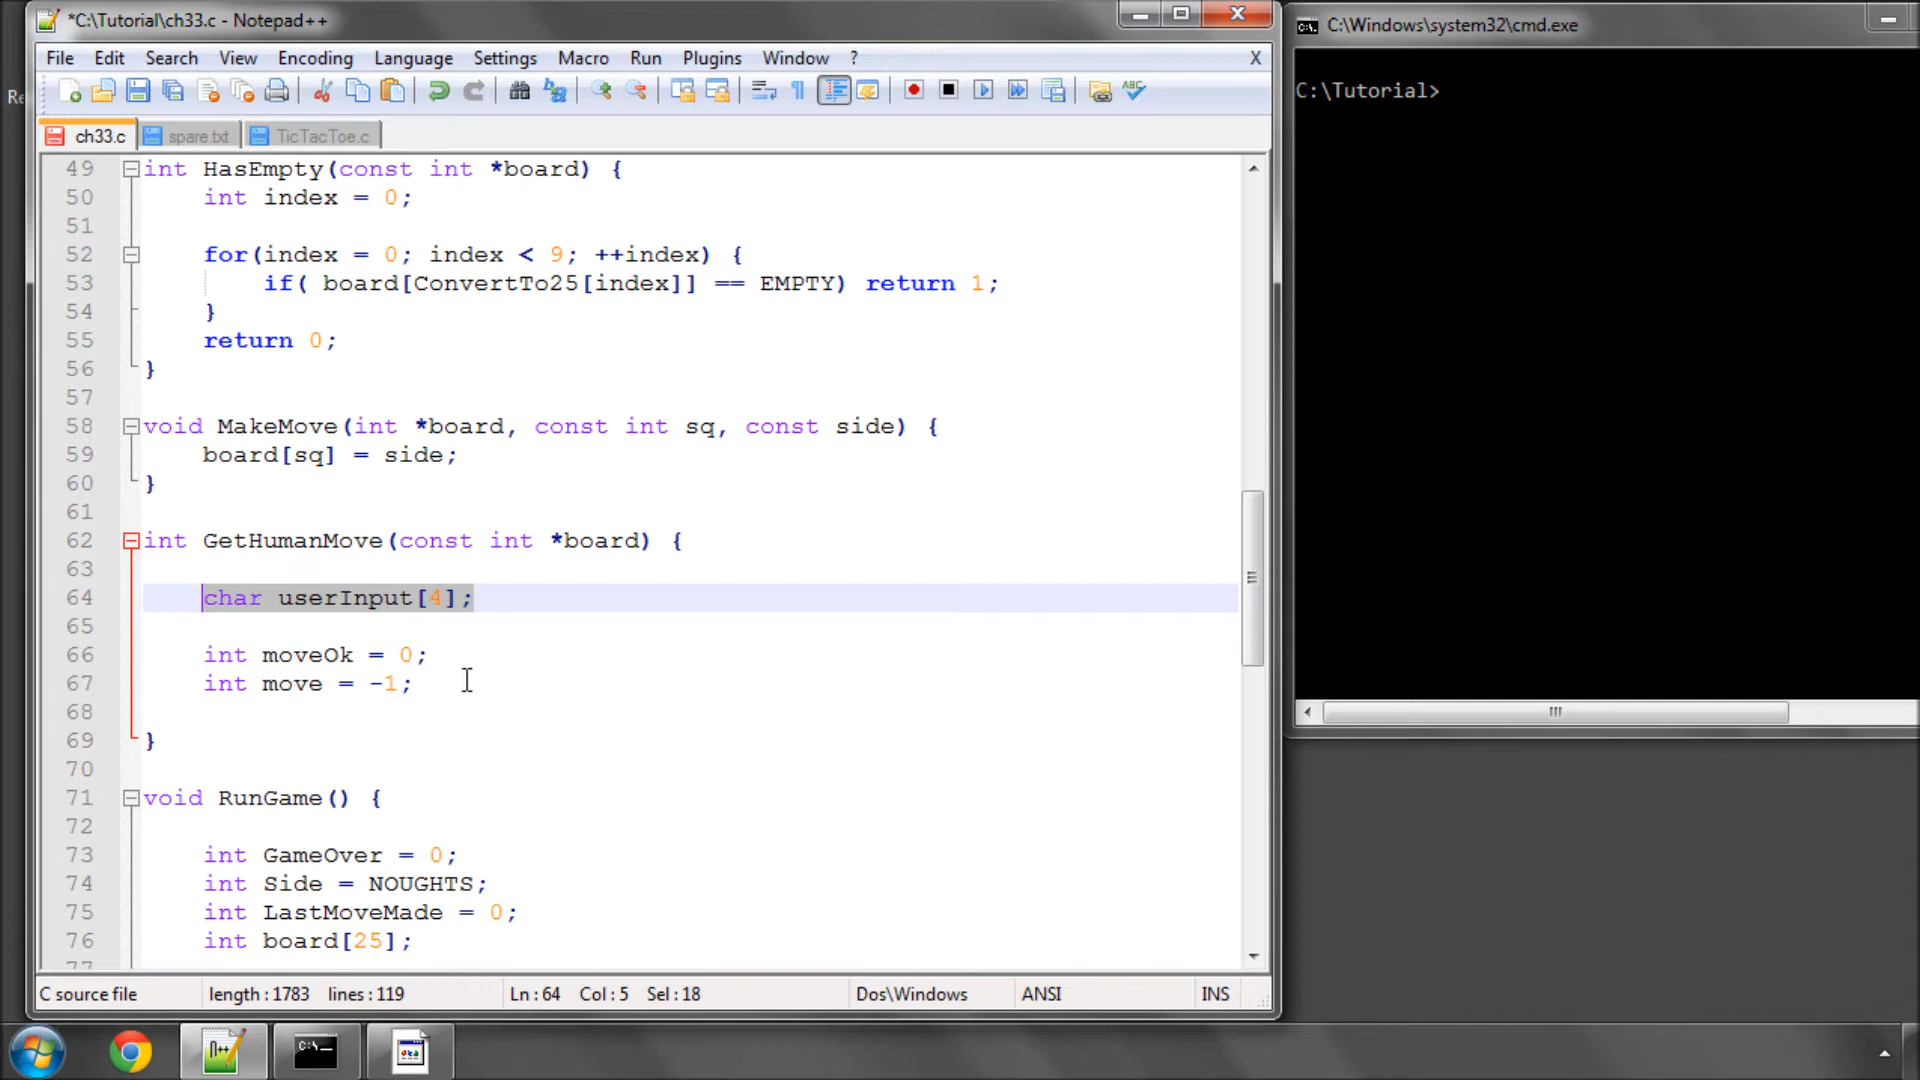 *C:\Tutorial\ch33.c - Notepad++
File Edit Search View Encoding Language Settings Macro Run Plugins Window ? X
ch33.c spare.txt TicTacToe.c
49 int HasEmpty(const int *board) {
50 int index = 0;
51
52 for(index = 0; index < 9; ++index) {
53 if( board[ConvertTo25[index]] == EMPTY) return 1;
54 }
55 return 0;
56 }
57
58 void MakeMove(int *board, const int sq, const side) {
59 board[sq] = side;
60 }
61
62 int GetHumanMove(const int *board) {
63
64 char userInput[4];
65
66 int moveOk = 0;
67 int move = -1;
68
69 }
70
71 void RunGame() {
72
73 int GameOver = 0;
74 int Side = NOUGHTS;
75 int LastMoveMade = 0;
76 int board[25];
77
C source file length : 1783 lines : 119 Ln : 64 Col : 5 Sel : 18 Dos\Windows ANSI INS
C:\Windows\system32\cmd.exe
C:\Tutorial>
Re